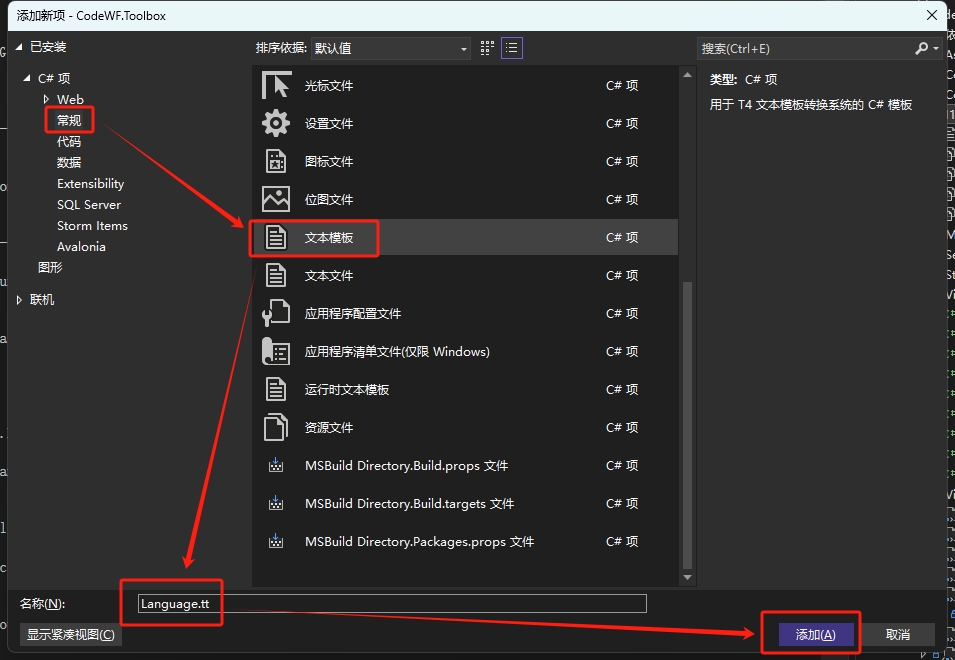 添加新项 - CodeWF.Toolbox
已安装
C# 项
Web
常规
代码
数据
Extensibility
SQL Server
Storm Items
Avalonia
图形
联机
排序依据: 默认值
光标文件 C# 项
设置文件 C# 项
图标文件 C# 项
位图文件 C# 项
文本模板 C# 项
文本文件 C# 项
应用程序配置文件 C# 项
应用程序清单文件(仅限 Windows) C# 项
运行时文本模板 C# 项
资源文件 C# 项
MSBuild Directory.Build.props 文件 C# 项
MSBuild Directory.Build.targets 文件 C# 项
MSBuild Directory.Packages.props 文件 C# 项
搜索(Ctrl+E)
类型: C# 项
用于 T4 文本模板转换系统的 C# 模板
名称(N):
Language.tt
显示紧凑视图(C)
添加(A)
取消